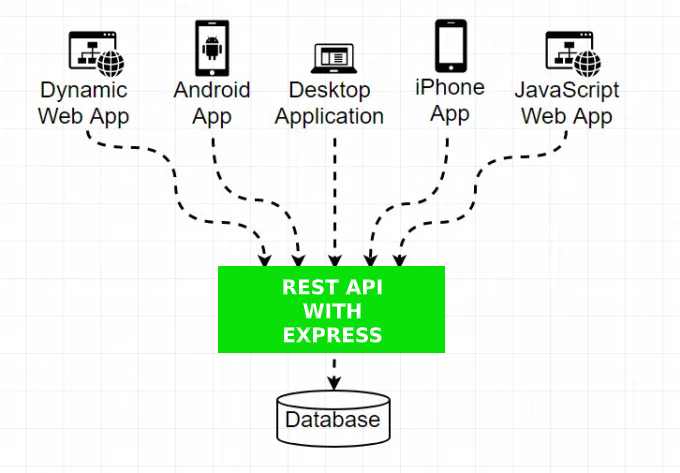 Dynamic
Web App
Android
App
Desktop
Application
iPhone
App
JavaScript
Web App
REST API
WITH
EXPRESS
Database